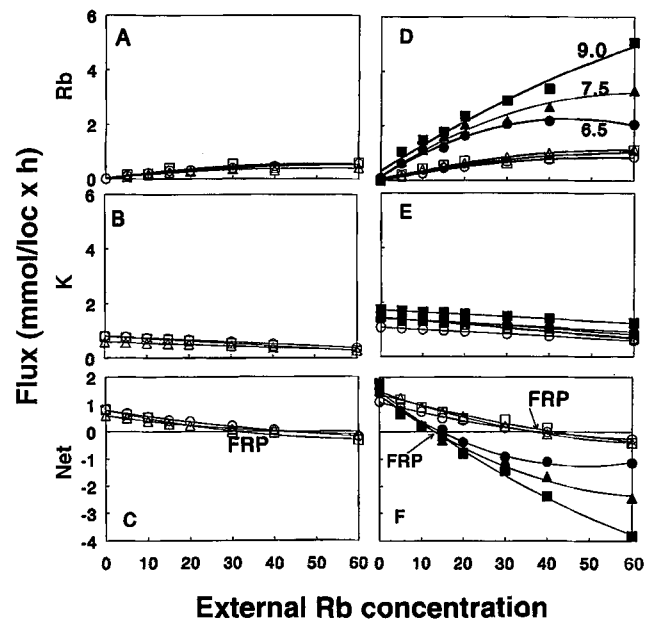 A
D
6
4
2
0
Rb
9.0
7.5
6.5
B
E
6
4
2
0
K
Flux (mmol/loc x h)
2
1
0
-1
-2
-3
-4
Net
FRP
FRP
FRP
C
F
0 10 20 30 40 50 60
0 10 20 30 40 50 60
External Rb concentration